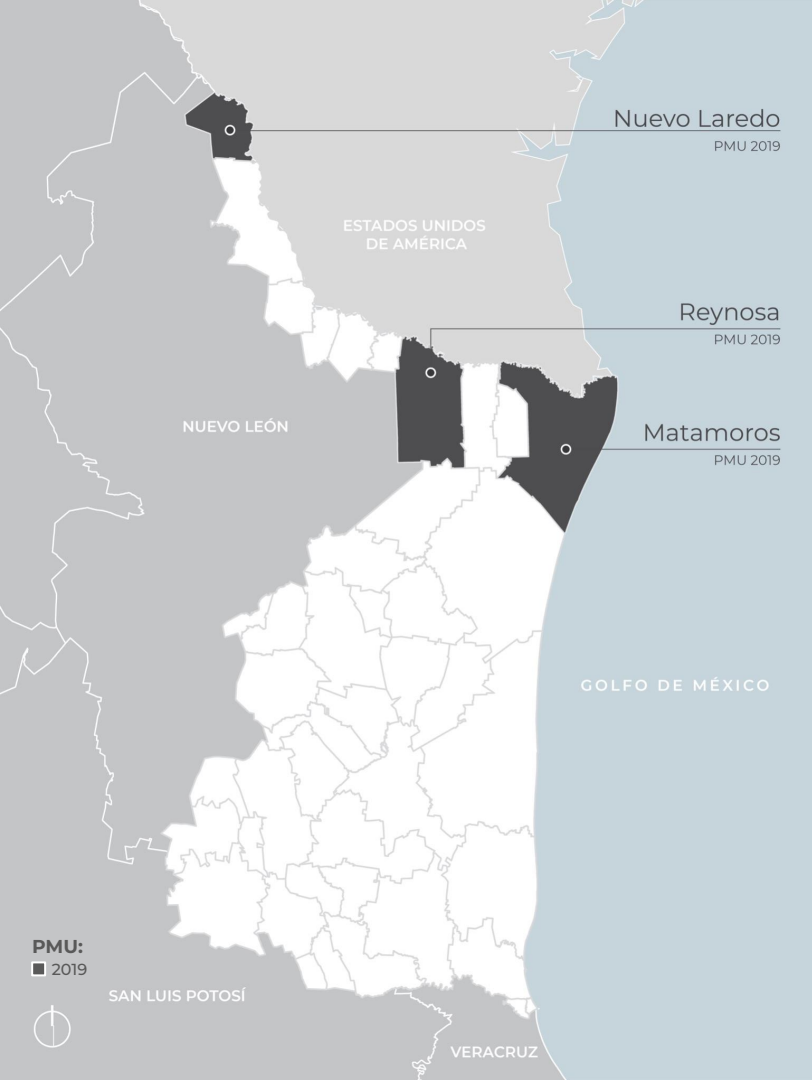 Nuevo Laredo
PMU 2019
ESTADOS UNIDOS
DE AMÉRICA
Reynosa
PMU 2019
NUEVO LEÓN
Matamoros
PMU 2019
GOLFO DE MÉXICO
PMU:
2019
SAN LUIS POTOSÍ
VERACRUZ